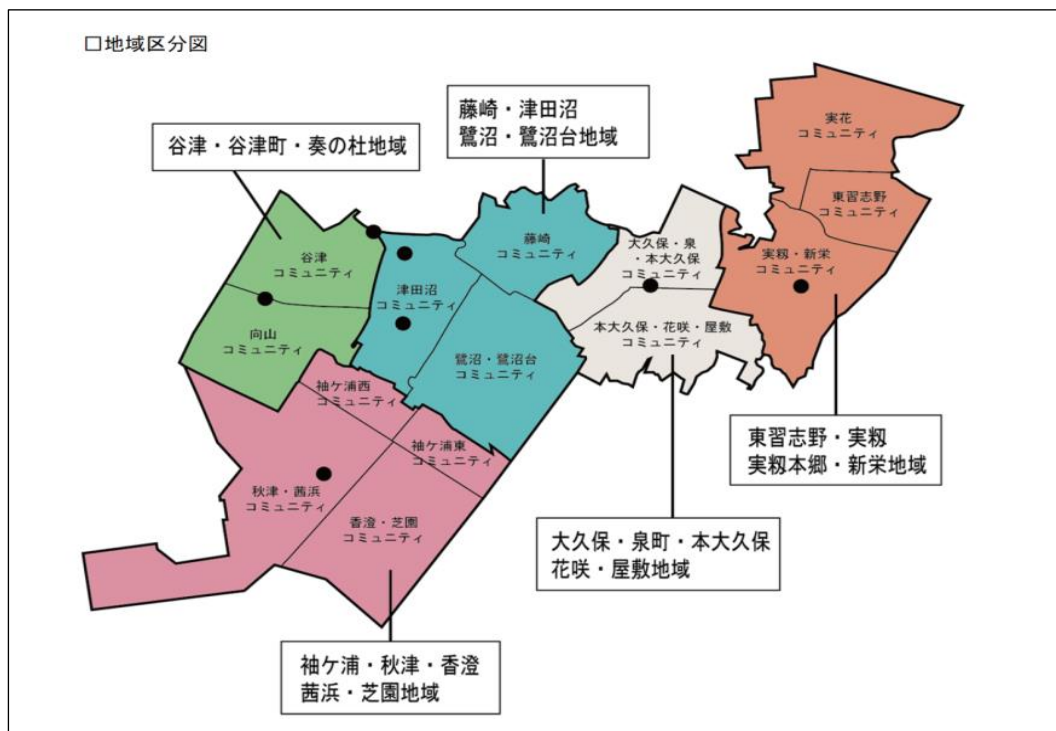 □地域区分図
藤崎・津田沼
鷺沼・鷺沼台地域
谷津・谷津町・奏の杜地域
実花
コミュニティ
東習志野
コミュニティ
藤崎
コミュニティ
大久保・泉
・本大久保
コミュニティ
実籾・新栄
コミュニティ
谷津
コミュニティ
津田沼
コミュニティ
向山
コミュニティ
本大久保・花咲・屋敷
コミュニティ
鷺沼・鷺沼台
コミュニティ
袖ケ浦西
コミュニティ
袖ケ浦東
コミュニティ
秋津・茜浜
コミュニティ
香澄・芝園
コミュニティ
東習志野・実籾
実籾本郷・新栄地域
大久保・泉町・本大久保
花咲・屋敷地域
袖ケ浦・秋津・香澄
茜浜・芝園地域